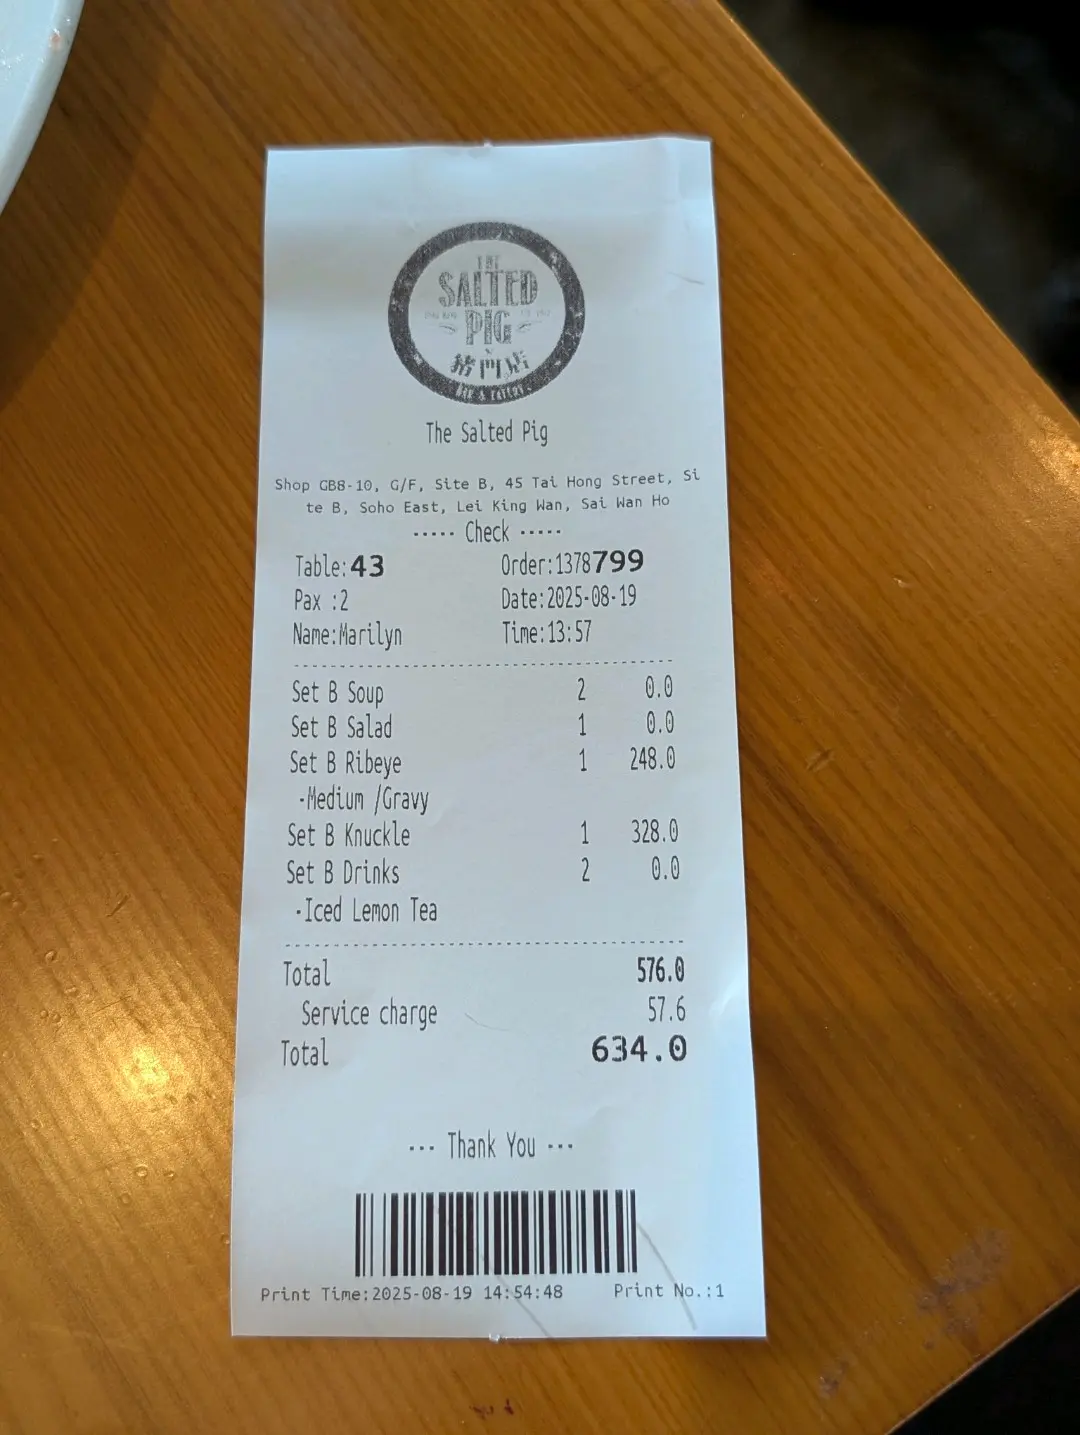 THE
SALTED
PIG
猪門店
The Salted Pig
Shop GB8-10, G/F, Site B, 45 Tai Hong Street, Si
te B, Soho East, Lei King Wan, Sai Wan Ho
----- Check -----
Table:43 Order:1378799
Pax :2 Date:2025-08-19
Name:Marilyn Time:13:57
Set B Soup 2 0.0
Set B Salad 1 0.0
Set B Ribeye 1 248.0
-Medium /Gravy
Set B Knuckle 1 328.0
Set B Drinks 2 0.0
-Iced Lemon Tea
Total 576.0
Service charge 57.6
Total 634.0
--- Thank You ---
Print Time:2025-08-19 14:54:48 Print No.:1